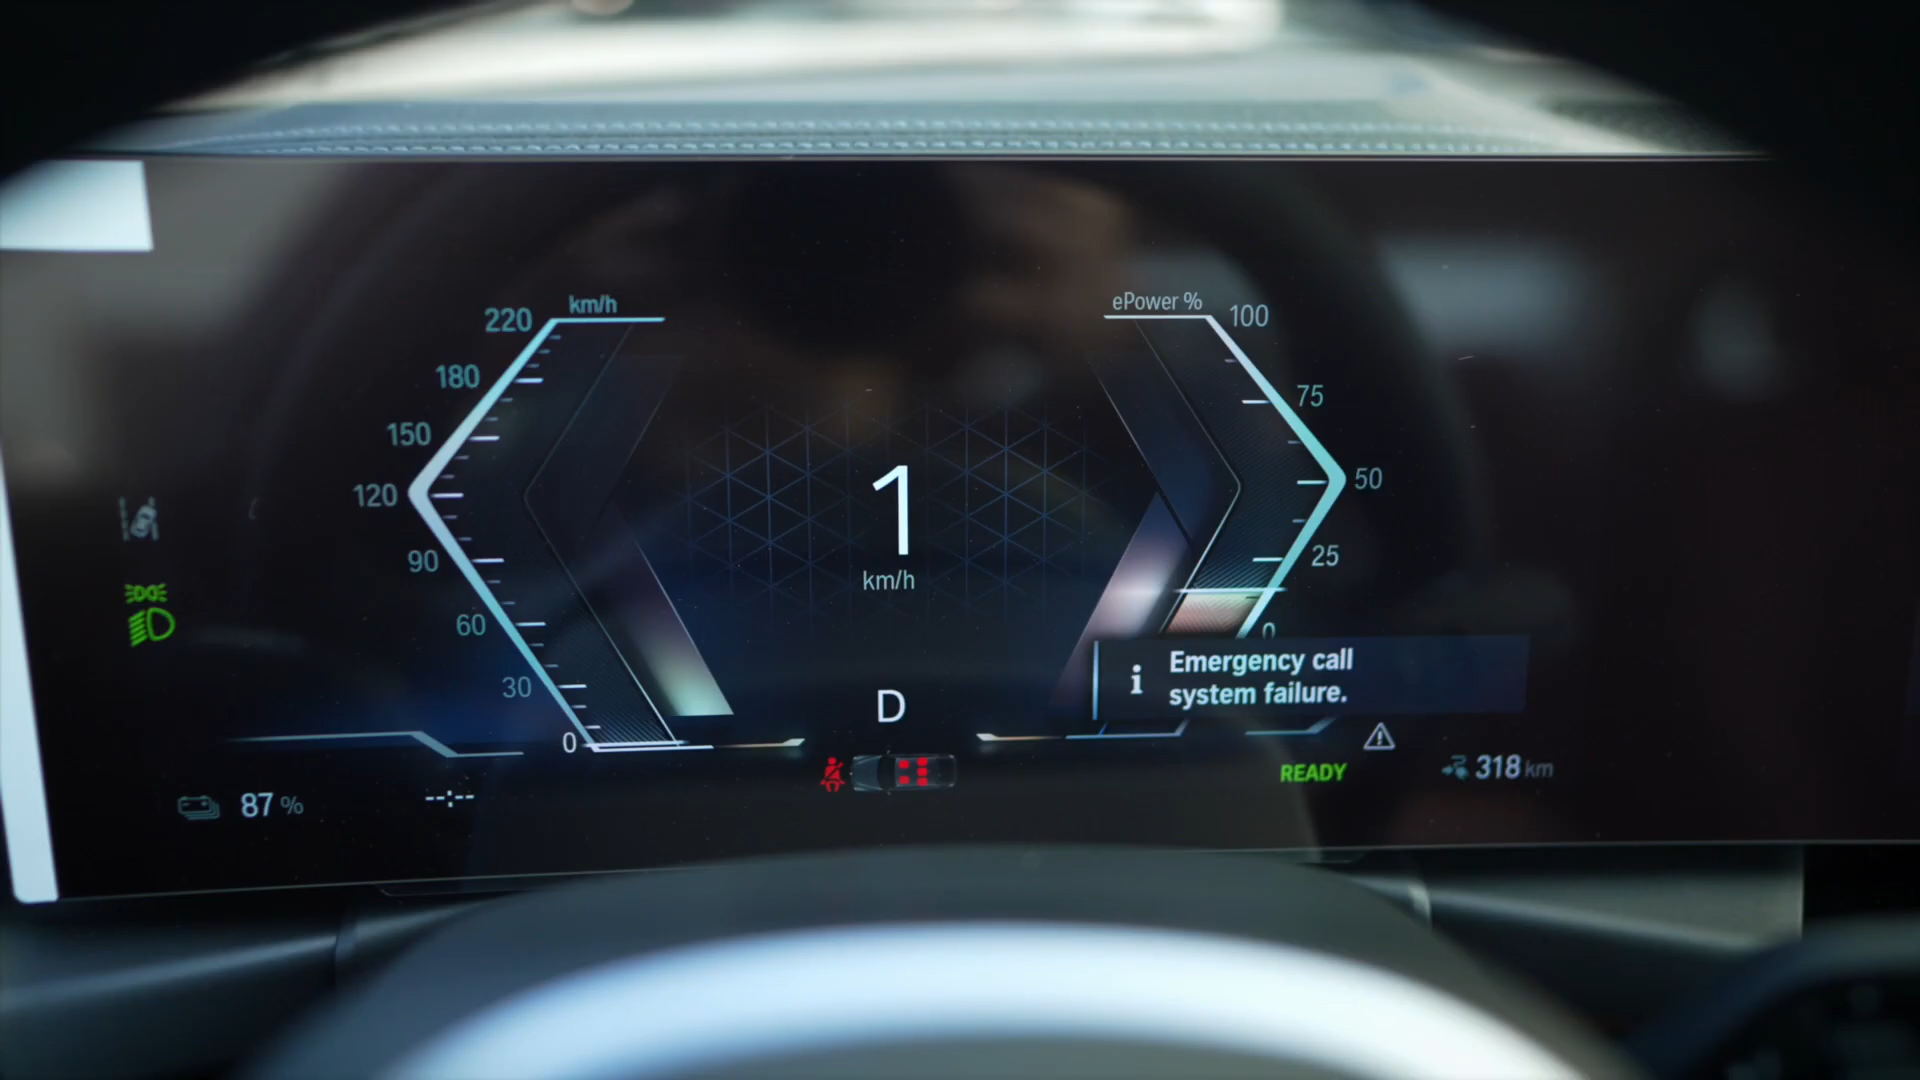 km/h
220
180
150
120
90
60
30
0
1
km/h
D
ePower %
100
75
50
25
0
Emergency call
system failure.
READY
318 km
87 %
--:--